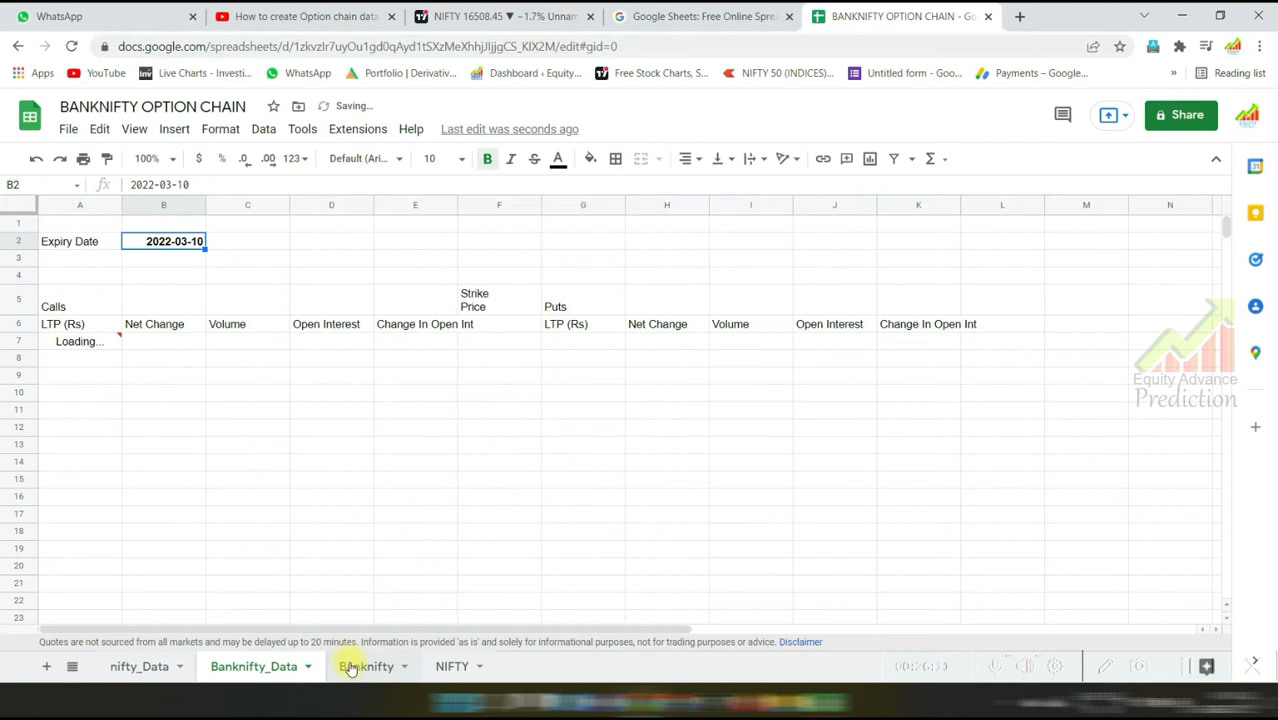 WhatsApp
How to create Option chain data
NIFTY 16508.45 ▼ −1.7% Unnam
Google Sheets: Free Online Spre
BANKNIFTY OPTION CHAIN - Go
docs.google.com/spreadsheets/d/1zkvzlr7uyOu1gd0qAyd1tSXzMeXhhjJIjjgCS_KIX2M/edit#gid=0
Apps
YouTube
Live Charts - Investi...
WhatsApp
Portfolio | Derivativ...
Dashboard ‹ Equity...
Free Stock Charts, S...
NIFTY 50 (INDICES)...
Untitled form - Goo...
Payments – Google...
»
Reading list
BANKNIFTY OPTION CHAIN
Saving...
File Edit View Insert Format Data Tools Extensions Help Last edit was seconds ago
Share
100% $ % .0 .00 123 Default (Ari... 10 B I S A
B2 fx 2022-03-10
A B C D E F G H I J K L M N
1
2 Expiry Date 2022-03-10
3
4
5 Calls Strike Price Puts
6 LTP (Rs) Net Change Volume Open Interest Change In Open Int LTP (Rs) Net Change Volume Open Interest Change In Open Int
7 Loading...
8
9
10
11
12
13
14
15
16
17
18
19
20
21
22
23
Equity Advance
Prediction
Quotes are not sourced from all markets and may be delayed up to 20 minutes. Information is provided 'as is' and solely for informational purposes, not for trading purposes or advice. Disclaimer
nifty_Data Banknifty_Data Banknifty NIFTY